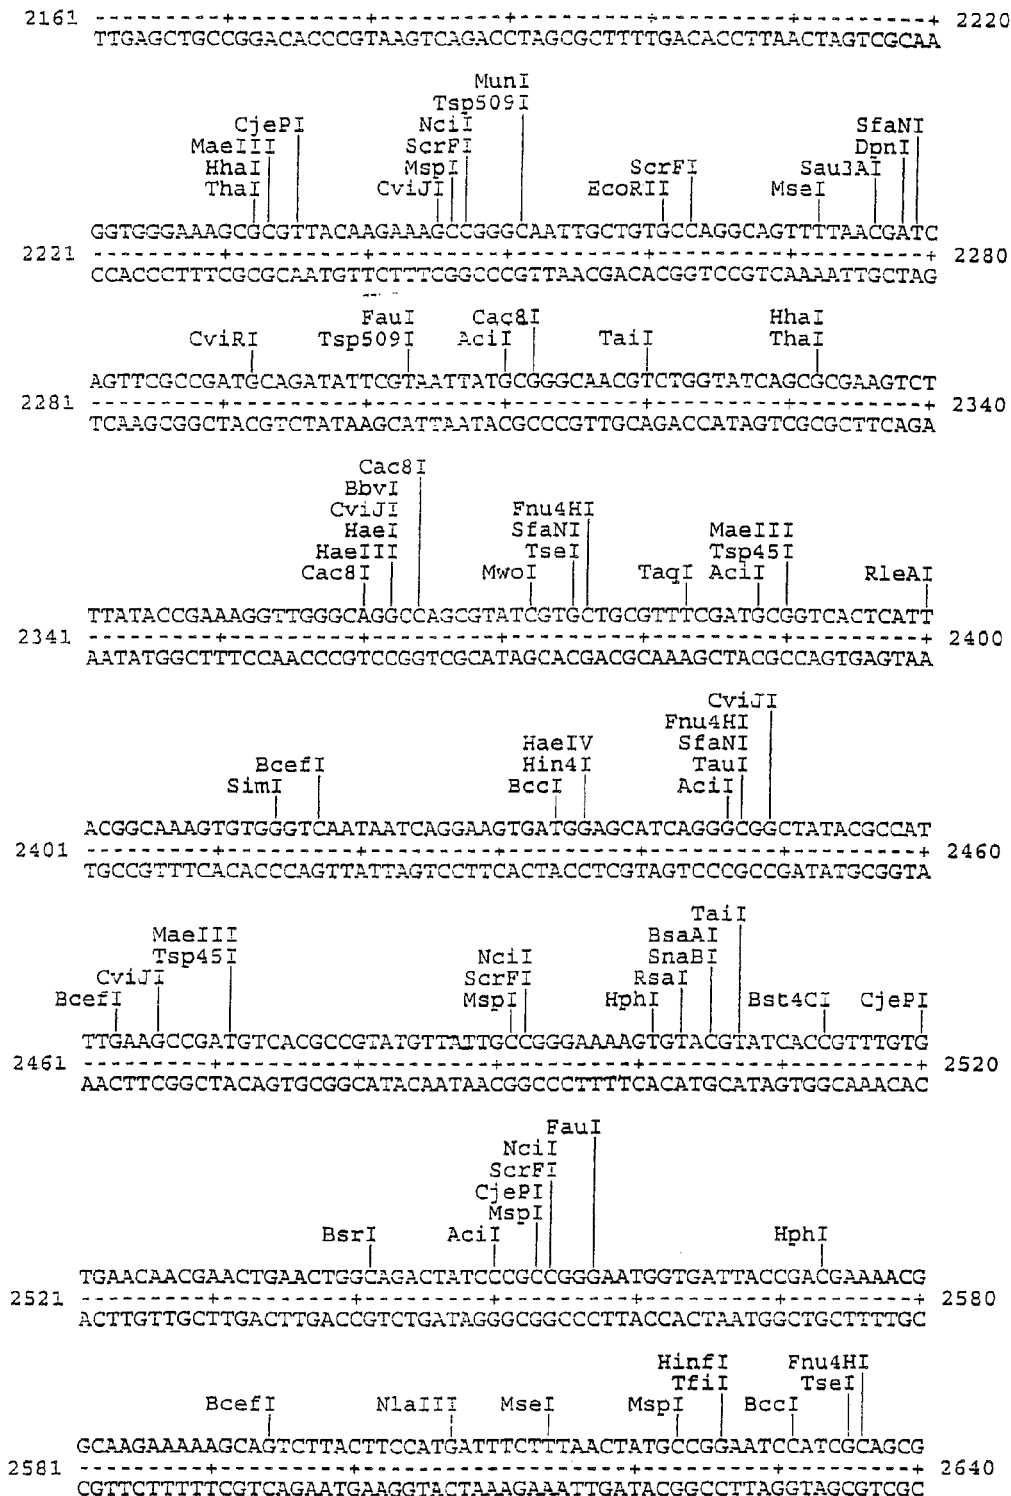 2161 ---------+---------+---------+---------+---------+---------+ 2220
TTGAGCTGCCGGACACCCGTAAGTCAGACCTAGCGCTTTTGACACCTTAACTAGTCGCAA
MunI
Tsp509I
CjePI NciI SfaNI
MaeIII ScrFI DpnI
HhaI MspI ScrFI Sau3AI
ThaI CviJI EcoRII MseI
GGTGGGAAAGCGCGTTACAAGAAAGCCGGGCAATTGCTGTGCCAGGCAGTTTTAACGATC
2221 ---------+---------+---------+---------+---------+---------+ 2280
CCACCCTTTCGCGCAATGTTCTTTCGGCCCGTTAACGACACGGTCCGTCAAAATTGCTAG
FauI Cac8I HhaI
CviRI Tsp509I AciI TaiI ThaI
AGTTCGCCGATGCAGATATTCGTAATTATGCGGGCAACGTCTGGTATCAGCGCGAAGTCT
2281 ---------+---------+---------+---------+---------+---------+ 2340
TCAAGCGGCTACGTCTATAAGCATTAATACGCCCGTTGCAGACCATAGTCGCGCTTCAGA
Cac8I
BbvI
CviJI Fnu4HI
HaeI SfaNI MaeIII
HaeIII TseI Tsp45I
Cac8I MwoI TaqI AciI RleAI
TTATACCGAAAGGTTGGGCAGGCCAGCGTATCGTGCTGCGTTTCGATGCGGTCACTCATT
2341 ---------+---------+---------+---------+---------+---------+ 2400
AATATGGCTTTCCAACCCGTCCGGTCGCATAGCACGACGCAAAGCTACGCCAGTGAGTAA
CviJI
Fnu4HI
HaeIV SfaNI
BcefI Hin4I TauI
SimI BccI AciI
ACGGCAAAGTGTGGGTCAATAATCAGGAAGTGATGGAGCATCAGGGCGGCTATACGCCAT
2401 ---------+---------+---------+---------+---------+---------+ 2460
TGCCGTTTCACACCCAGTTATTAGTCCTTCACTACCTCGTAGTCCCGCCGATATGCGGTA
TaiI
MaeIII BsaAI
Tsp45I NciI SnaBI
CviJI ScrFI RsaI
BcefI MspI HphI Bst4CI CjePI
TTGAAGCCGATGTCACGCCGTATGTTATTGCCGGGAAAAGTGTACGTATCACCGTTTGTG
2461 ---------+---------+---------+---------+---------+---------+ 2520
AACTTCGGCTACAGTGCGGCATACAATAACGGCCCTTTTCACATGCATAGTGGCAAACAC
FauI
NciI
ScrFI
CjePI
MspI
BsrI AciI HphI
TGAACAACGAACTGAACTGGCAGACTATCCCGCCGGGAATGGTGATTACCGACGAAAACG
2521 ---------+---------+---------+---------+---------+---------+ 2580
ACTTGTTGCTTGACTTGACCGTCTGATAGGGCGGCCCTTACCACTAATGGCTGCTTTTGC
HinfI Fnu4HI
TfiI TseI
BcefI NlaIII MseI MspI BccI
GCAAGAAAAAGCAGTCTTACTTCCATGATTTCTTTAACTATGCCGGAATCCATCGCAGCG
2581 ---------+---------+---------+---------+---------+---------+ 2640
CGTTCTTTTTCGTCAGAATGAAGGTACTAAAGAAATTGATACGGCCTTAGGTAGCGTCGC